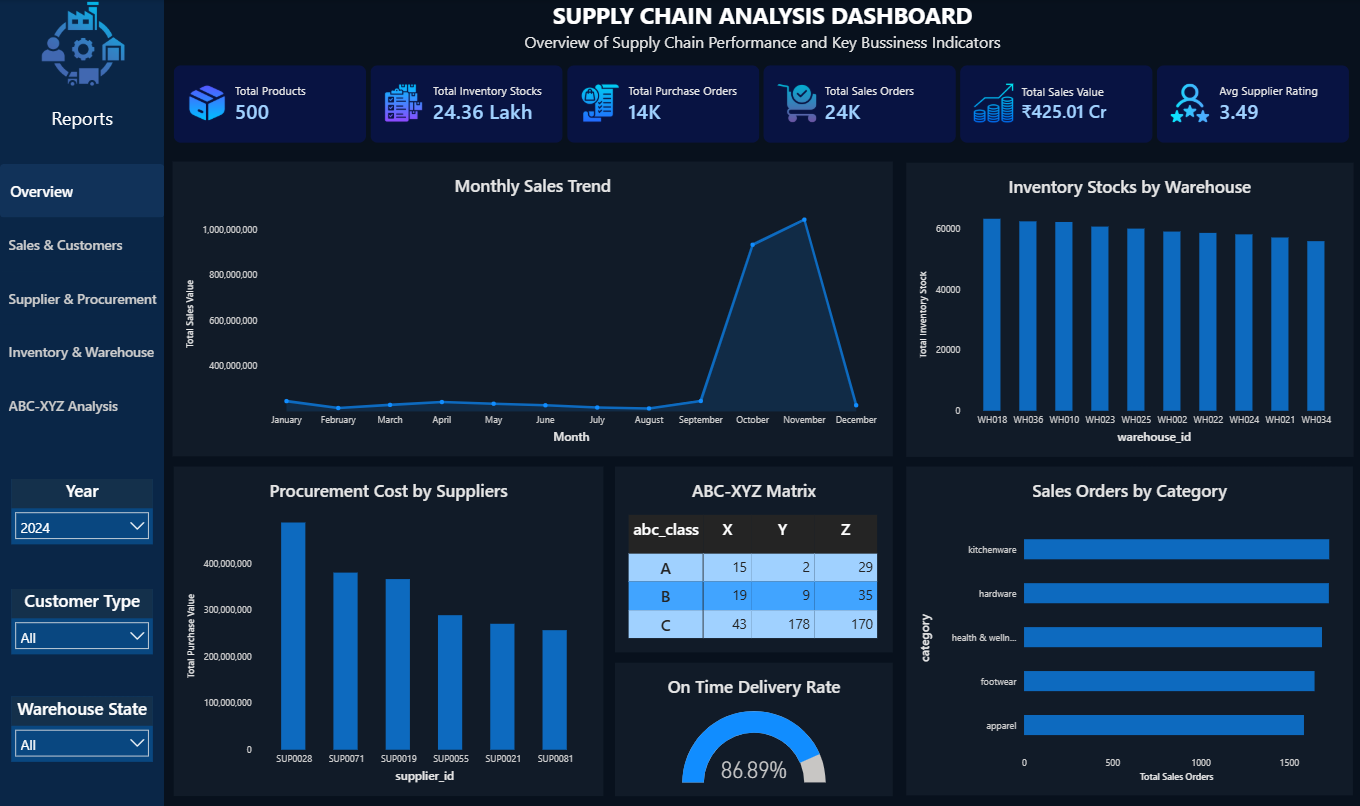 SUPPLY CHAIN ANALYSIS DASHBOARD
Overview of Supply Chain Performance and Key Bussiness Indicators
Reports
Overview
Sales & Customers
Supplier & Procurement
Inventory & Warehouse
ABC-XYZ Analysis
Year
2024
Customer Type
All
Warehouse State
All
Total Products
500
Total Inventory Stocks
24.36 Lakh
Total Purchase Orders
14K
Total Sales Orders
24K
Total Sales Value
₹425.01 Cr
Avg Supplier Rating
3.49
Monthly Sales Trend
Total Sales Value
1,000,000,000
800,000,000
600,000,000
400,000,000
January February March April May June July August September October November December
Month
Inventory Stocks by Warehouse
Total Inventory Stock
60000
40000
20000
0
WH018 WH036 WH010 WH023 WH025 WH002 WH022 WH024 WH021 WH034
warehouse_id
Procurement Cost by Suppliers
Total Purchase Value
400,000,000
300,000,000
200,000,000
100,000,000
0
SUP0028 SUP0071 SUP0019 SUP0055 SUP0021 SUP0081
supplier_id
ABC-XYZ Matrix
abc_class X Y Z
A 15 2 29
B 19 9 35
C 43 178 170
On Time Delivery Rate
86.89%
Sales Orders by Category
category
kitchenware
hardware
health & welln...
footwear
apparel
0 500 1000 1500
Total Sales Orders